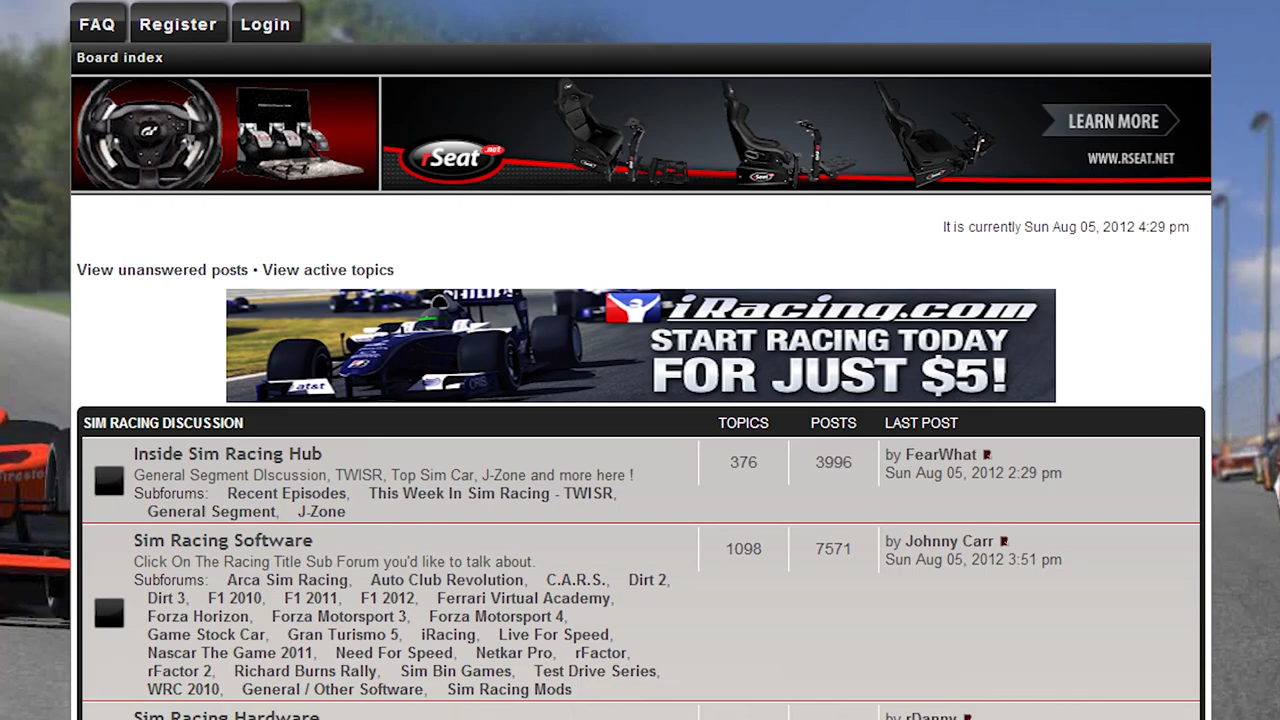 FAQ Register Login
Board index
rSeat .net
LEARN MORE
WWW.RSEAT.NET
It is currently Sun Aug 05, 2012 4:29 pm
View unanswered posts • View active topics
PHILIPS
iRacing.com
START RACING TODAY
FOR JUST $5!
at&t
SIM RACING DISCUSSION TOPICS POSTS LAST POST
Inside Sim Racing Hub
General Segment DIscussion, TWISR, Top Sim Car, J-Zone and more here !
Subforums: Recent Episodes, This Week In Sim Racing - TWISR,
General Segment, J-Zone
376 3996 by FearWhat
Sun Aug 05, 2012 2:29 pm
Sim Racing Software
Click On The Racing Title Sub Forum you'd like to talk about.
Subforums: Arca Sim Racing, Auto Club Revolution, C.A.R.S., Dirt 2,
Dirt 3, F1 2010, F1 2011, F1 2012, Ferrari Virtual Academy,
Forza Horizon, Forza Motorsport 3, Forza Motorsport 4,
Game Stock Car, Gran Turismo 5, iRacing, Live For Speed,
Nascar The Game 2011, Need For Speed, Netkar Pro, rFactor,
rFactor 2, Richard Burns Rally, Sim Bin Games, Test Drive Series,
WRC 2010, General / Other Software, Sim Racing Mods
1098 7571 by Johnny Carr
Sun Aug 05, 2012 3:51 pm
Sim Racing Hardware
by rDanny
Firestone